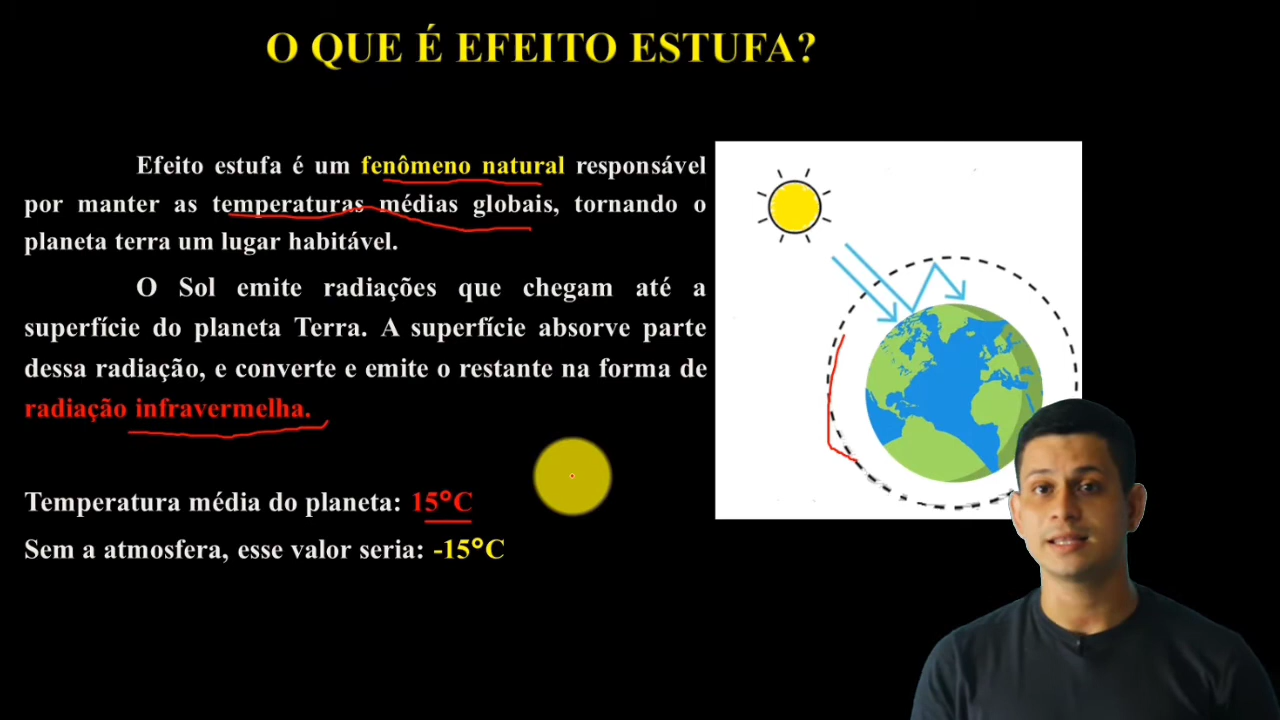 O QUE É EFEITO ESTUFA?
Efeito estufa é um fenômeno natural responsável
por manter as temperaturas médias globais, tornando o
planeta terra um lugar habitável.
O Sol emite radiações que chegam até a
superfície do planeta Terra. A superfície absorve parte
dessa radiação, e converte e emite o restante na forma de
radiação infravermelha.
Temperatura média do planeta: 15°C
Sem a atmosfera, esse valor seria: -15°C